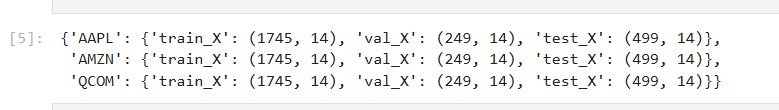 [5]: {'AAPL': {'train_X': (1745, 14), 'val_X': (249, 14), 'test_X': (499, 14)},
'AMZN': {'train_X': (1745, 14), 'val_X': (249, 14), 'test_X': (499, 14)},
'QCOM': {'train_X': (1745, 14), 'val_X': (249, 14), 'test_X': (499, 14)}}